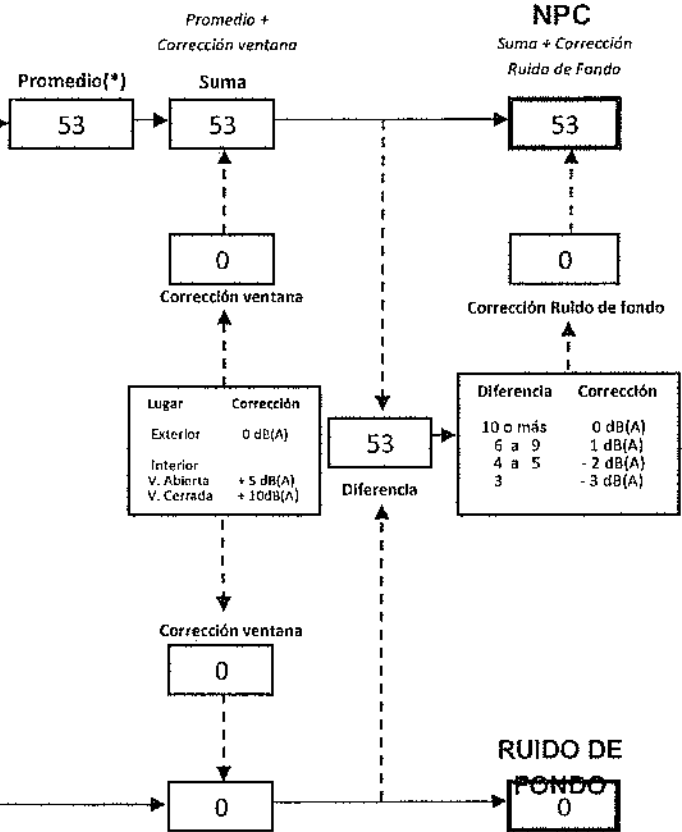 Promedio +
Corrección ventana
NPC
Suma + Corrección
Ruido de Fondo
Promedio(*)
Suma
53
53
53
0
0
Corrección ventana
Corrección Ruido de fondo
Lugar Corrección
Exterior 0 dB(A)
Interior
V. Abierta + 5 dB(A)
V. Cerrada + 10dB(A)
53
Diferencia
Diferencia Corrección
10 o más 0 dB(A)
6 a 9 1 dB(A)
4 a 5 - 2 dB(A)
3 - 3 dB(A)
Corrección ventana
0
RUIDO DE
FONDO
0
0